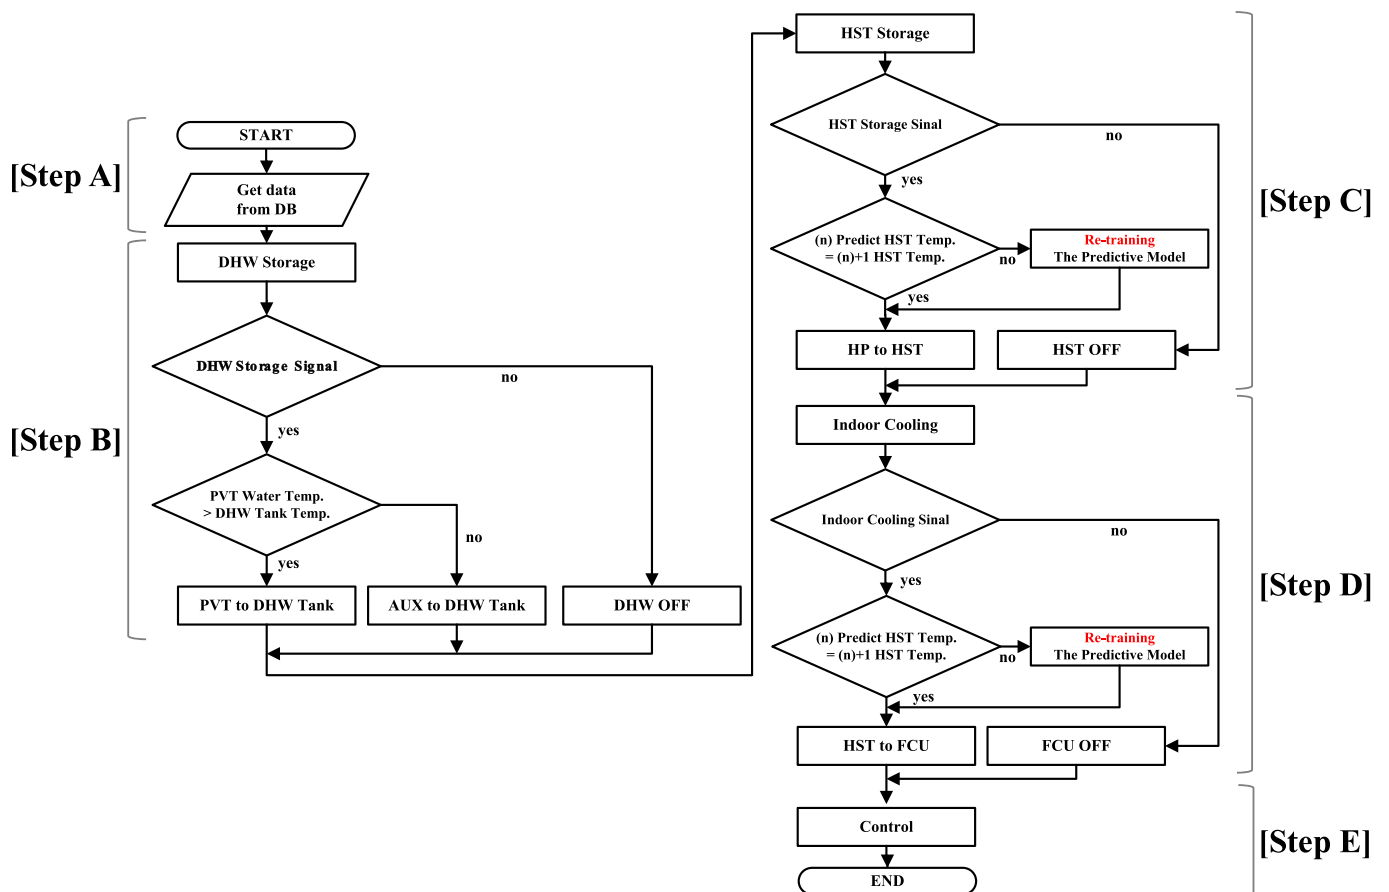 [Step A]
START
Get data
from DB
[Step B]
DHW Storage
DHW Storage Signal
no
yes
PVT Water Temp.
> DHW Tank Temp.
no
yes
PVT to DHW Tank
AUX to DHW Tank
DHW OFF
[Step C]
HST Storage
HST Storage Sinal
no
yes
(n) Predict HST Temp.
= (n)+1 HST Temp.
no
Re-training
The Predictive Model
yes
HP to HST
HST OFF
[Step D]
Indoor Cooling
Indoor Cooling Sinal
no
yes
(n) Predict HST Temp.
= (n)+1 HST Temp.
no
Re-training
The Predictive Model
yes
HST to FCU
FCU OFF
[Step E]
Control
END